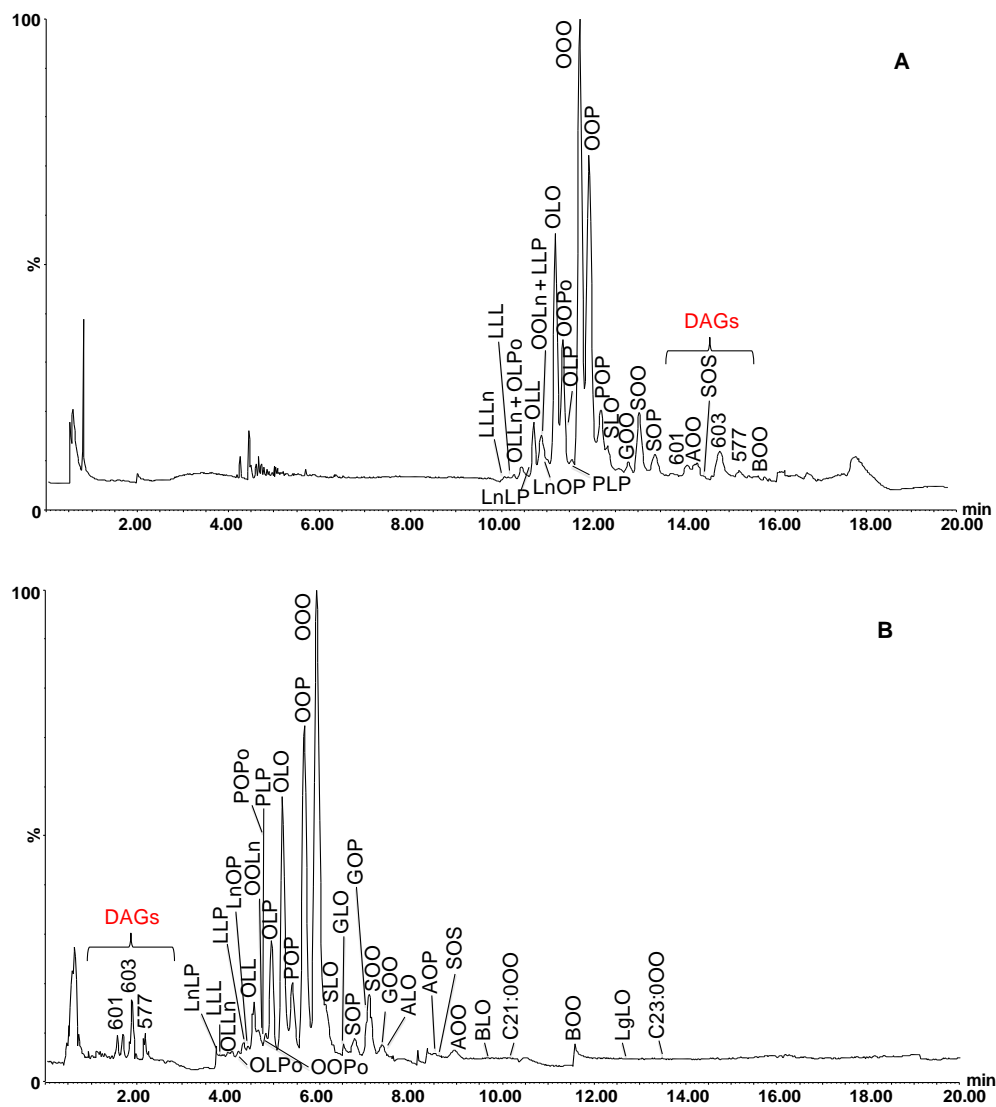 100
A
%
0
OOO
OOP
OLO
OOLn + LLP
OOPo
LLL
OLLn + OLPo
OLP
LLLn
OLL
LnLP
LnOP
PLP
POP
SLO
GOO
SOO
SOP
DAGs
601
AOO
SOS
603
577
BOO
2.00 4.00 6.00 8.00 10.00 12.00 14.00 16.00 18.00 20.00
min
100
B
%
0
DAGs
601
603
577
LnLP
LLL
OLLn
LLP
LnOP
OLL
OOLn
POPo
PLP
OLP
OLO
POP
OOP
OOO
OLPo
OOPo
SLO
GLO
SOP
GOP
SOO
GOO
ALO
AOP
SOS
AOO
BLO
C21:0OO
BOO
LgLO
C23:0OO
2.00 4.00 6.00 8.00 10.00 12.00 14.00 16.00 18.00 20.00
min